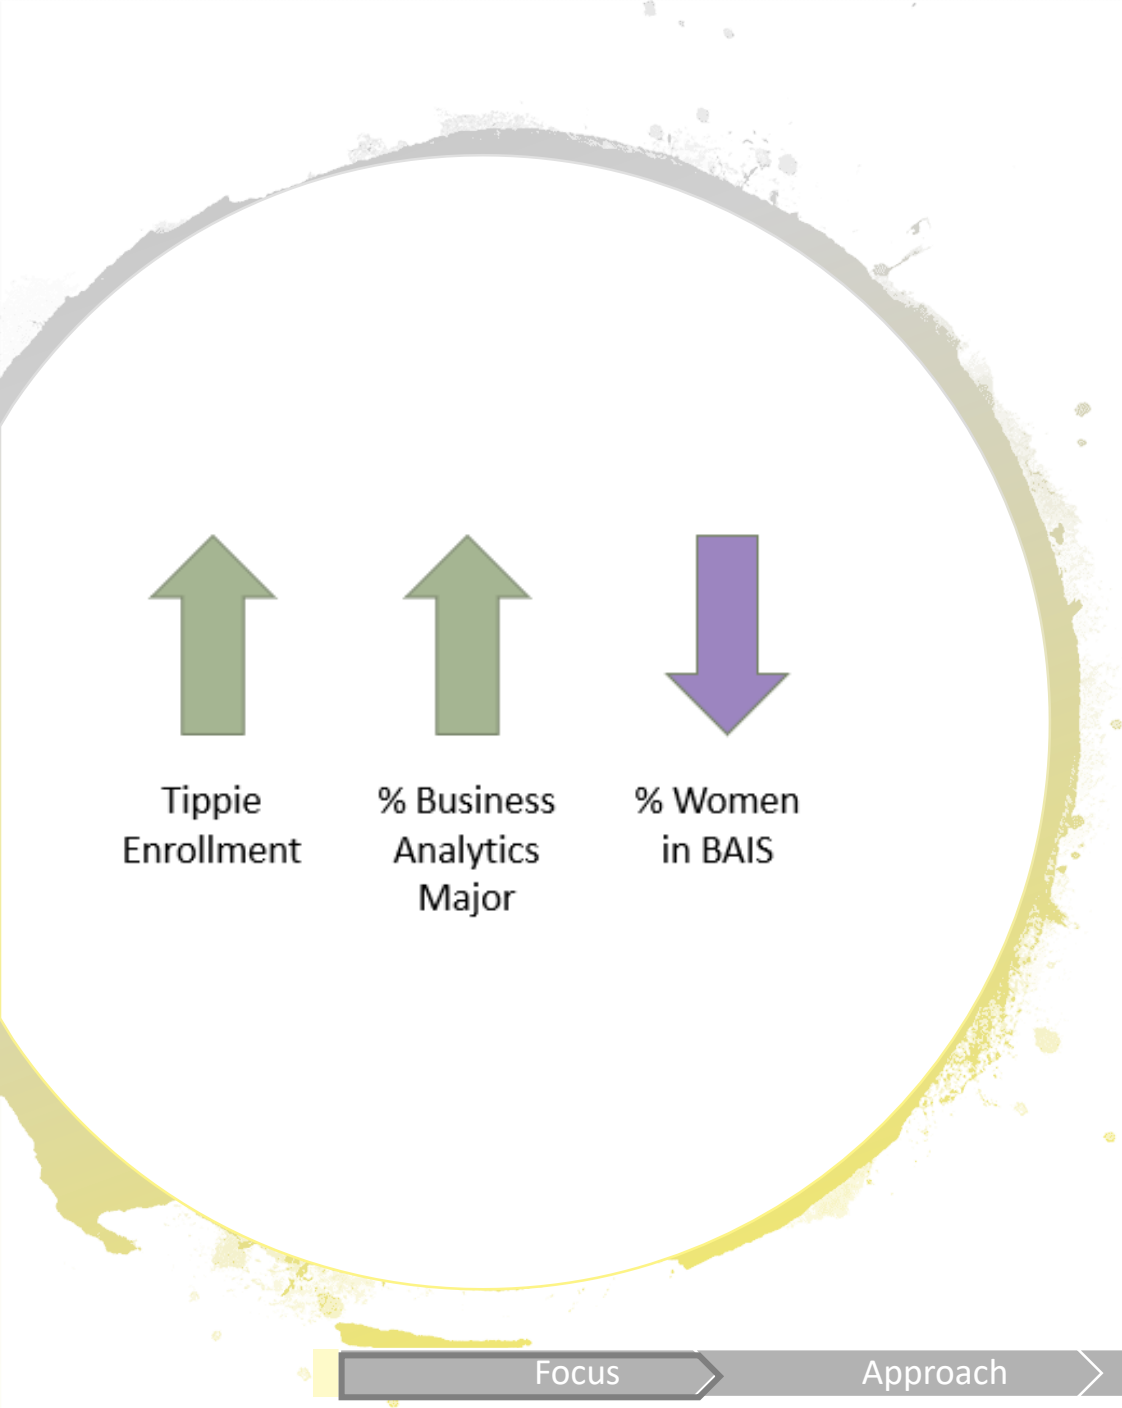 Tippie
Enrollment
% Business
Analytics
Major
% Women
in BAIS
Focus
Approach